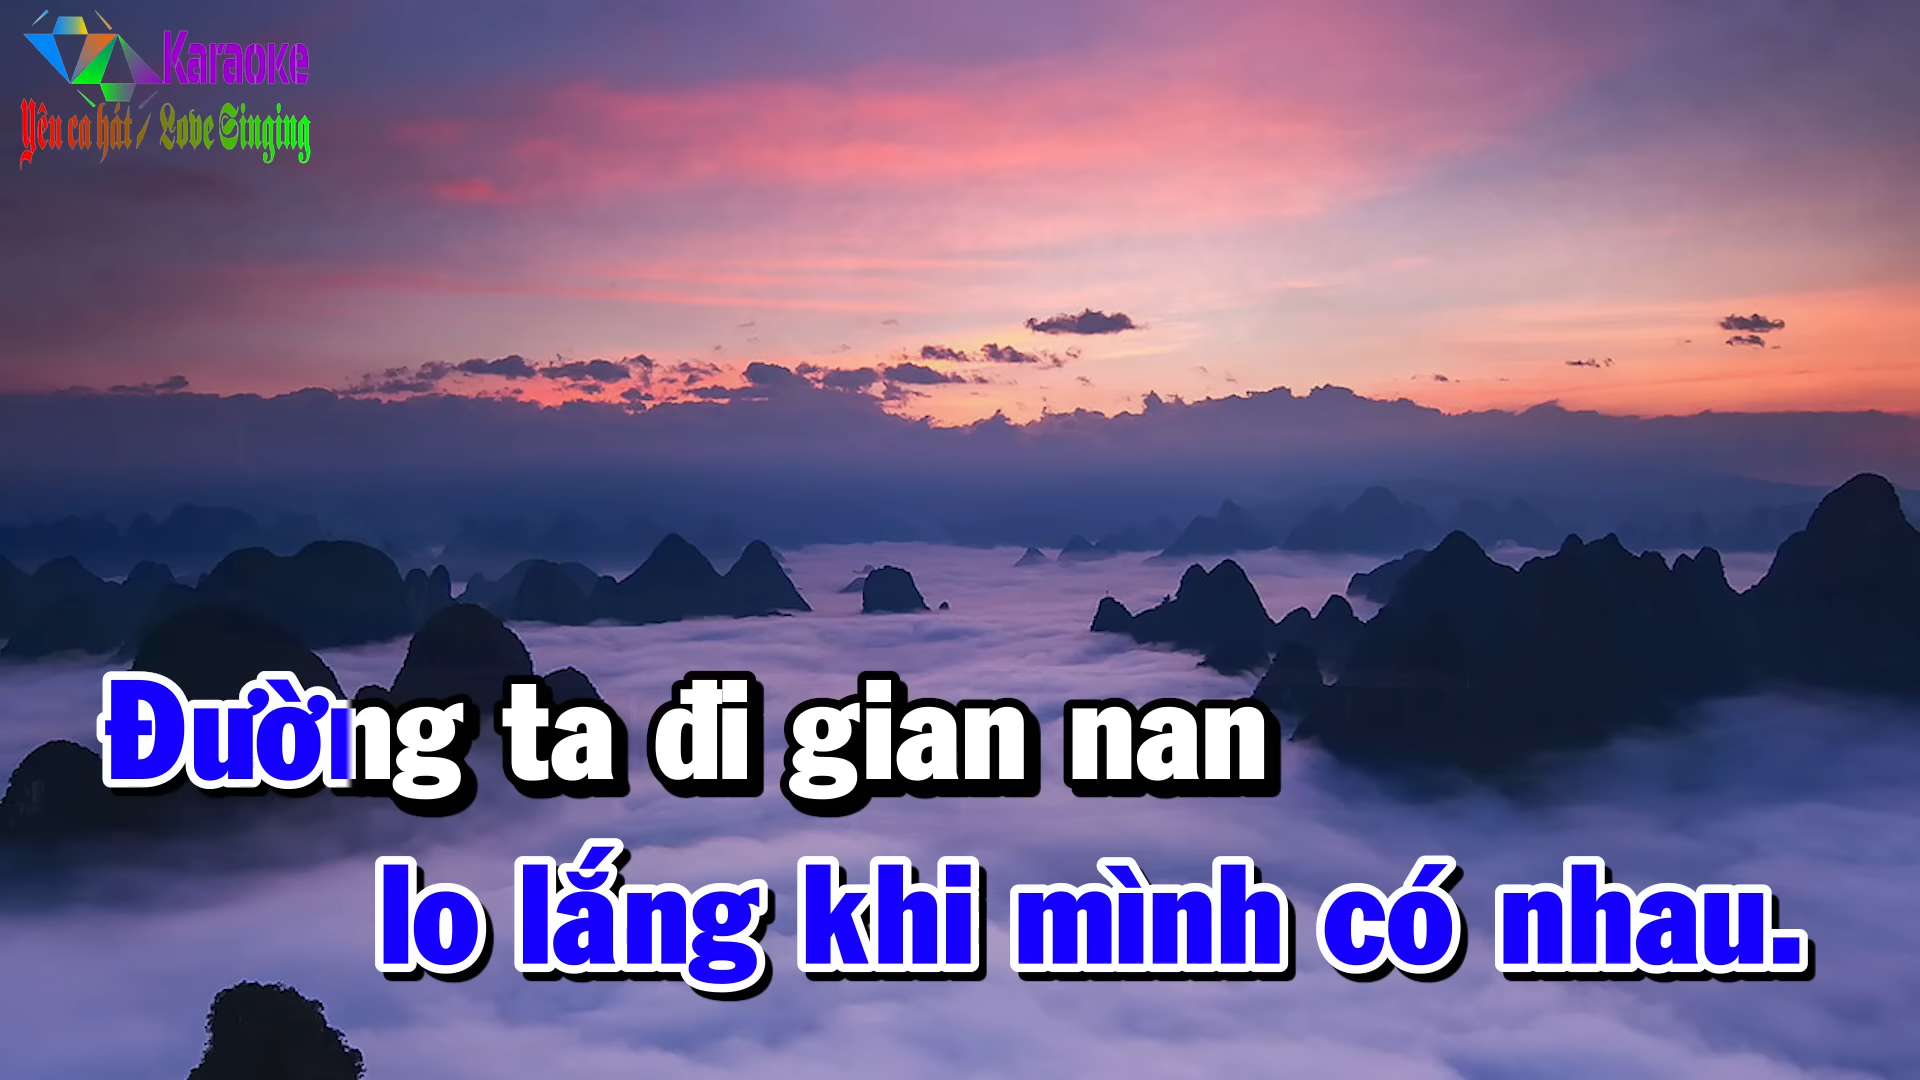 Karaoke
Yêu ca hát / Love Singing
Đường ta đi gian nan
lo lắng khi mình có nhau.